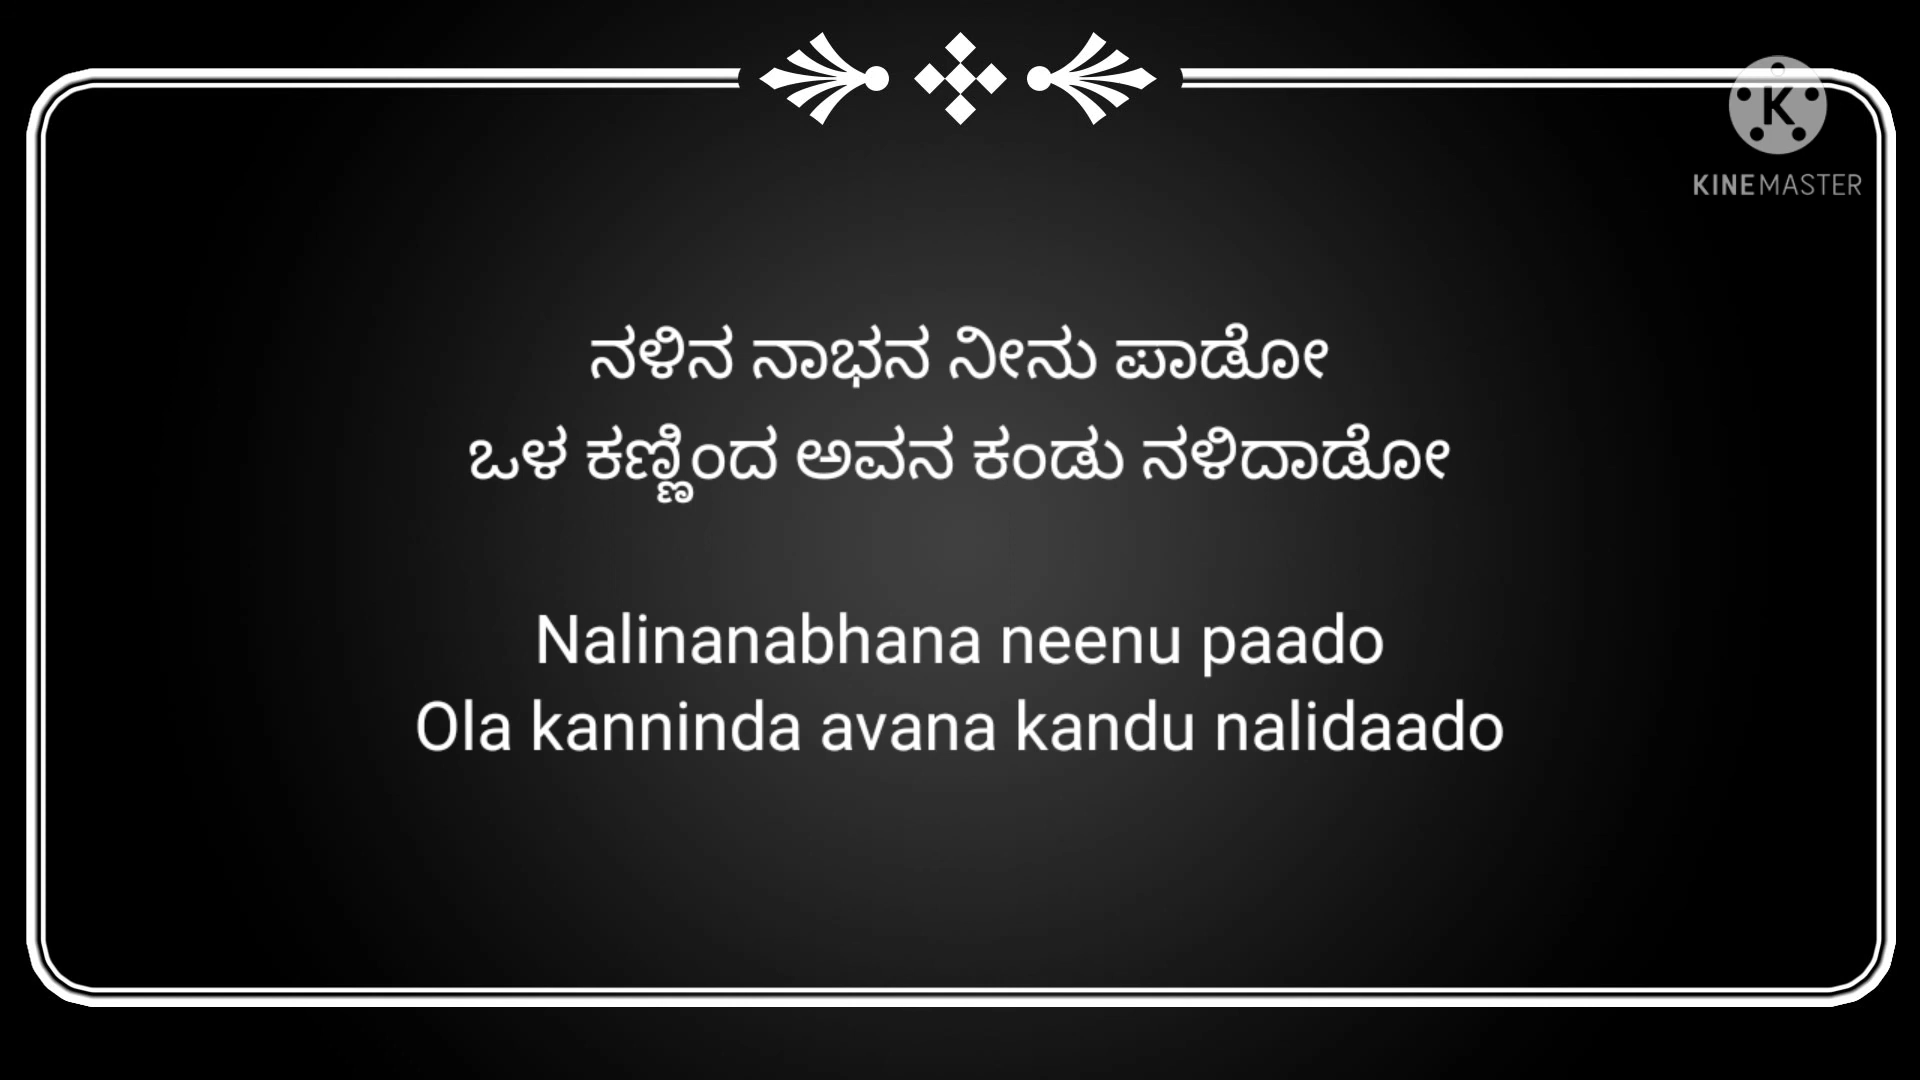 K
KINEMASTER
ನಳಿನ ನಾಭನ ನೀನು ಪಾಡೋ
ಒಳ ಕಣ್ಣಿಂದ ಅವನ ಕಂಡು ನಳಿದಾಡೋ
Nalinanabhana neenu paado
Ola kanninda avana kandu nalidaado